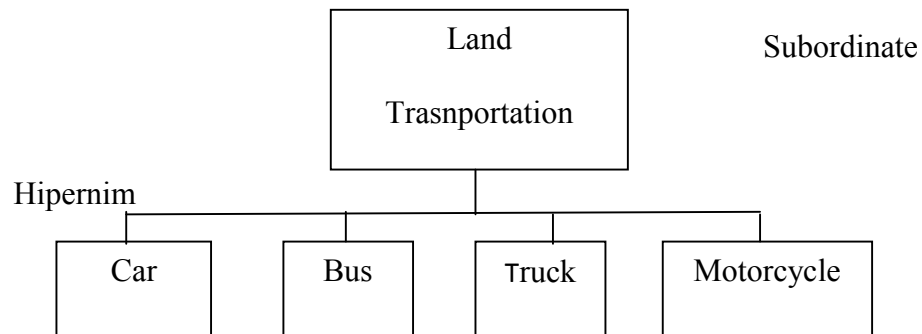 Land
Subordinate
Trasnportation
Hipernim
Car
Bus
Truck
Motorcycle